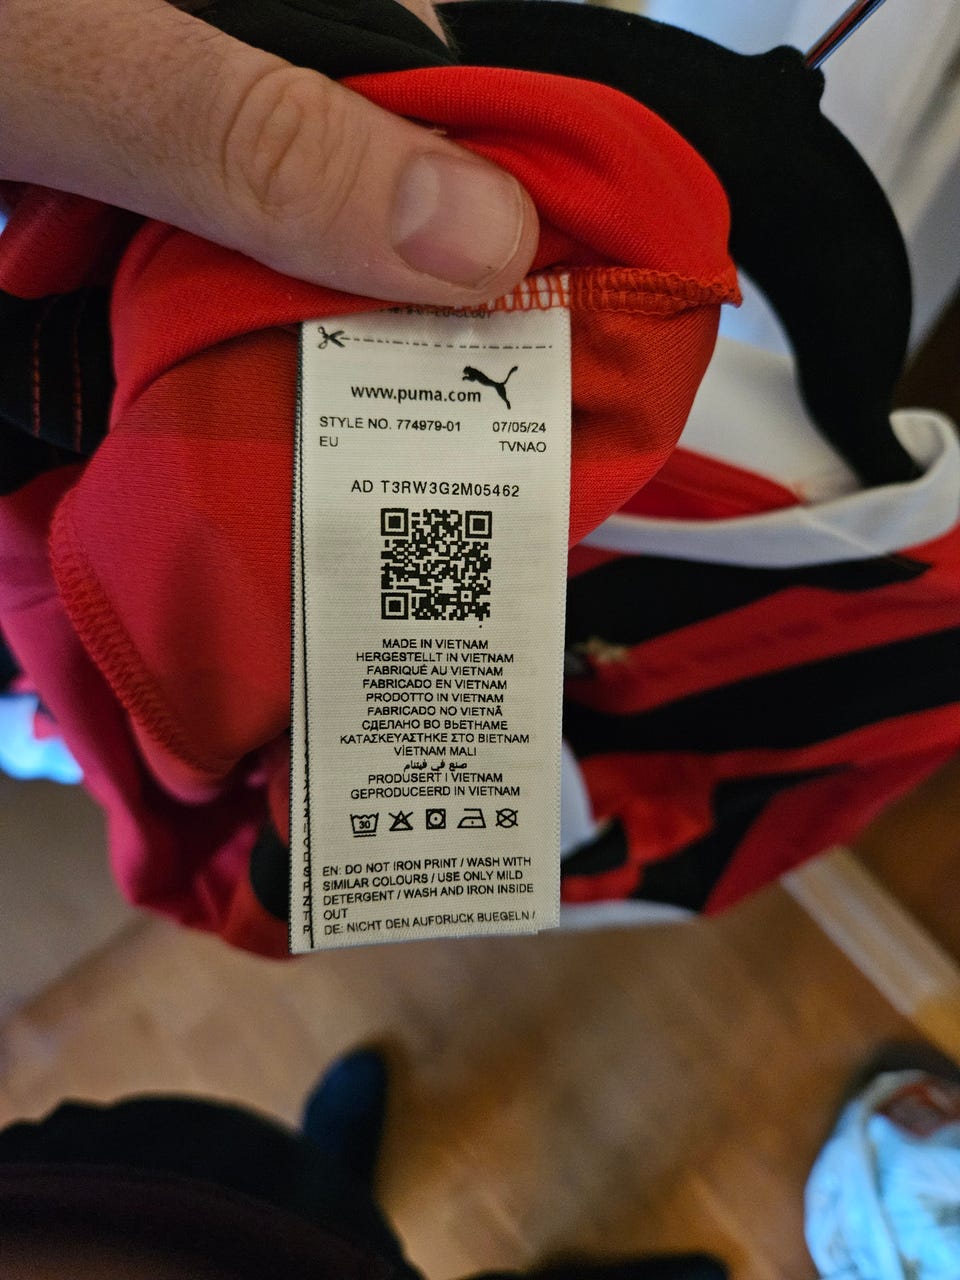 www.puma.com
STYLE NO. 774979-01 07/05/24
EU TVNAO
AD T3RW3G2M05462
MADE IN VIETNAM
HERGESTELLT IN VIETNAM
FABRIQUÉ AU VIETNAM
FABRICADO EN VIETNAM
PRODOTTO IN VIETNAM
FABRICADO NO VIETNÃ
СДЕЛАНО ВО ВЬЕТНАМЕ
ΚΑΤΑΣΚΕΥΑΣΤΗΚΕ ΣΤΟ ΒΙΕΤΝΑΜ
VİETNAM MALI
صنع في فيتنام
PRODUSERT I VIETNAM
GEPRODUCEERD IN VIETNAM
30
EN: DO NOT IRON PRINT / WASH WITH
SIMILAR COLOURS / USE ONLY MILD
DETERGENT / WASH AND IRON INSIDE
OUT
DE: NICHT DEN AUFDRUCK BUEGELN /